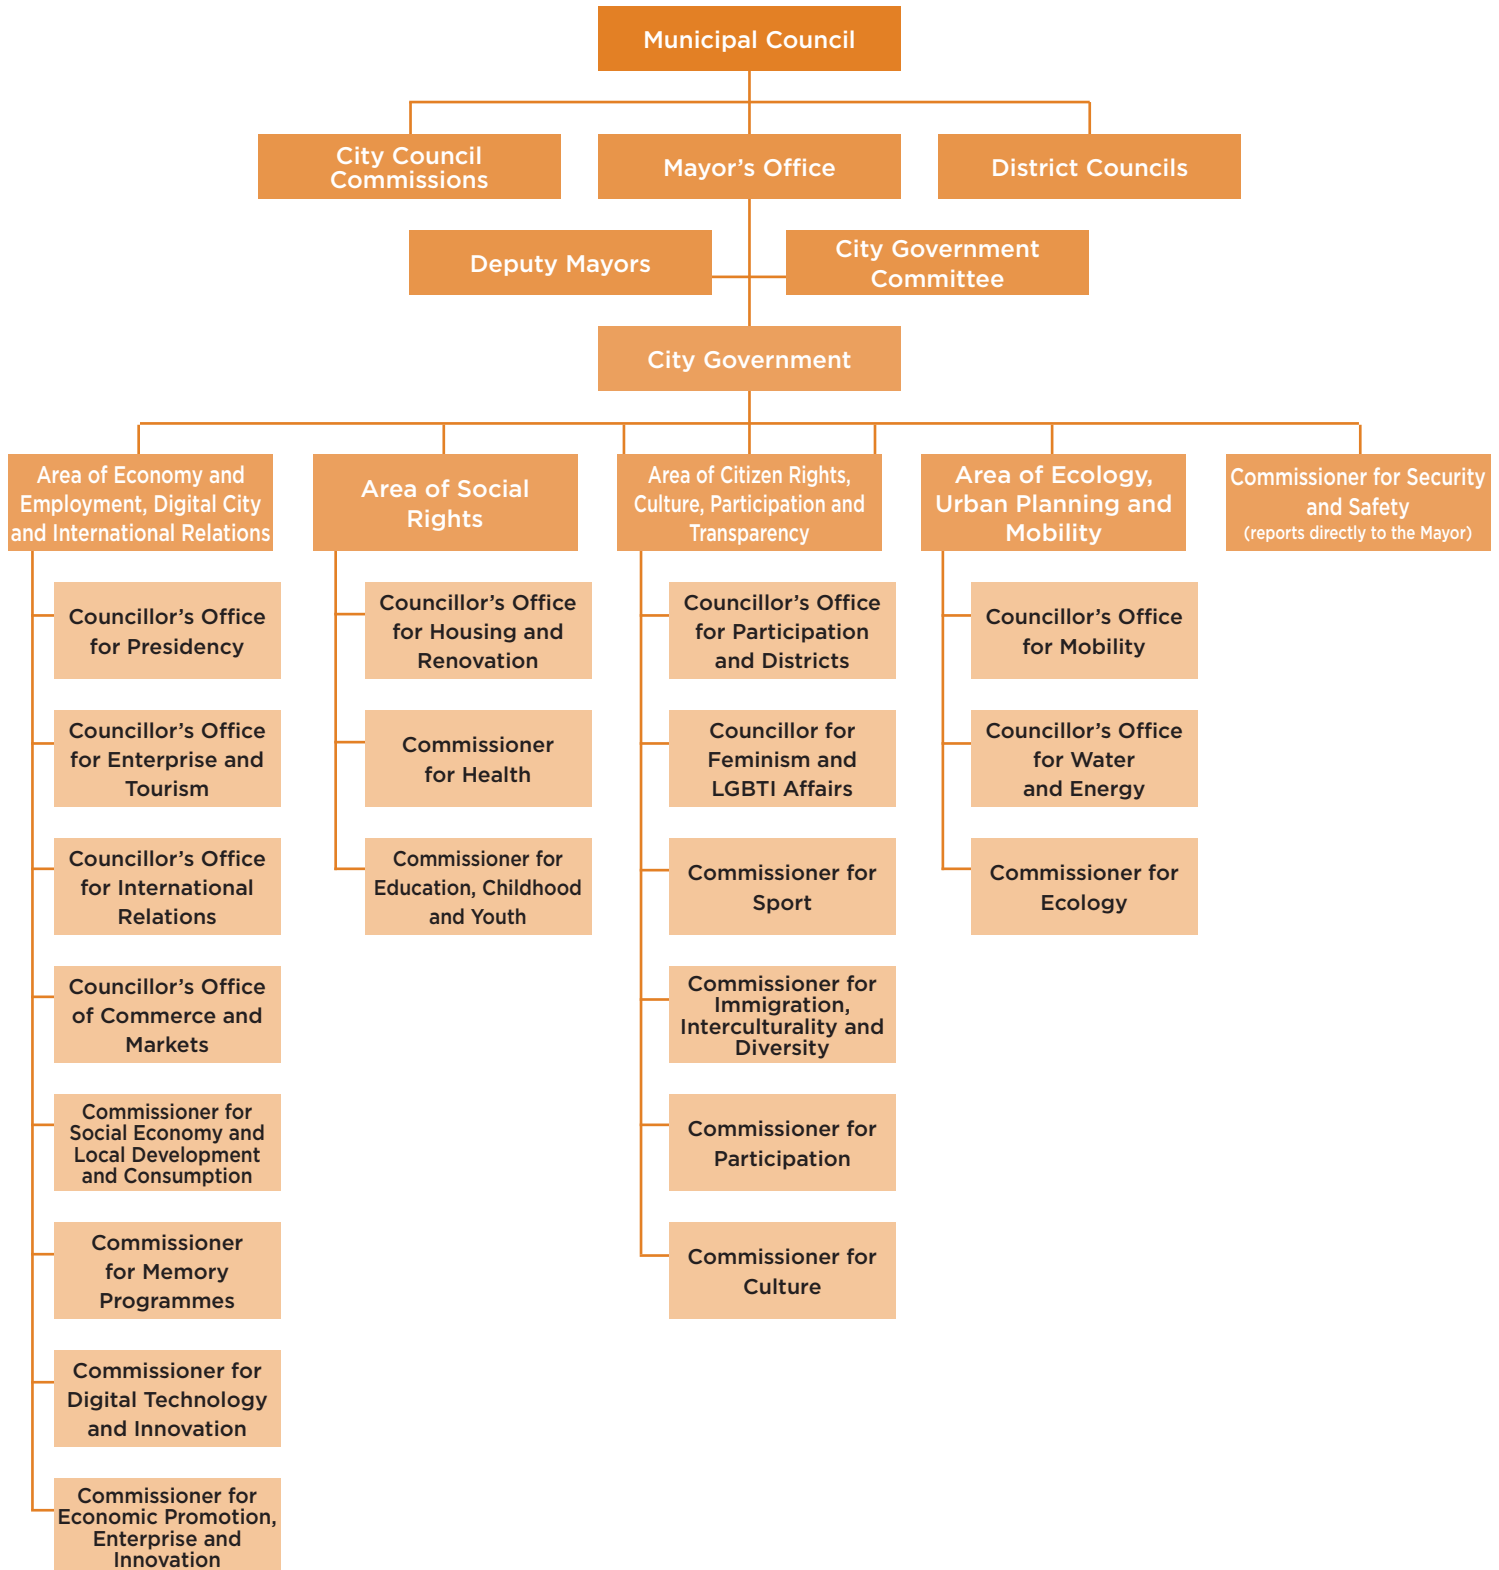 Municipal Council
City Council
Commissions
Mayor’s Office
District Councils
Deputy Mayors
City Government
Committee
City Government
Area of Economy and
Employment, Digital City
and International Relations
Area of Social
Rights
Area of Citizen Rights,
Culture, Participation and
Transparency
Area of Ecology,
Urban Planning and
Mobility
Commissioner for Security
and Safety
(reports directly to the Mayor)
Councillor’s Office
for Presidency
Councillor’s Office
for Enterprise and
Tourism
Councillor’s Office
for International
Relations
Councillor’s Office
of Commerce and
Markets
Commissioner for
Social Economy and
Local Development
and Consumption
Commissioner
for Memory
Programmes
Commissioner for
Digital Technology
and Innovation
Commissioner for
Economic Promotion,
Enterprise and
Innovation
Councillor’s Office
for Housing and
Renovation
Commissioner
for Health
Commissioner for
Education, Childhood
and Youth
Councillor’s Office
for Participation
and Districts
Councillor for
Feminism and
LGBTI Affairs
Commissioner for
Sport
Commissioner for
Immigration,
Interculturality and
Diversity
Commissioner for
Participation
Commissioner for
Culture
Councillor’s Office
for Mobility
Councillor’s Office
for Water
and Energy
Commissioner for
Ecology